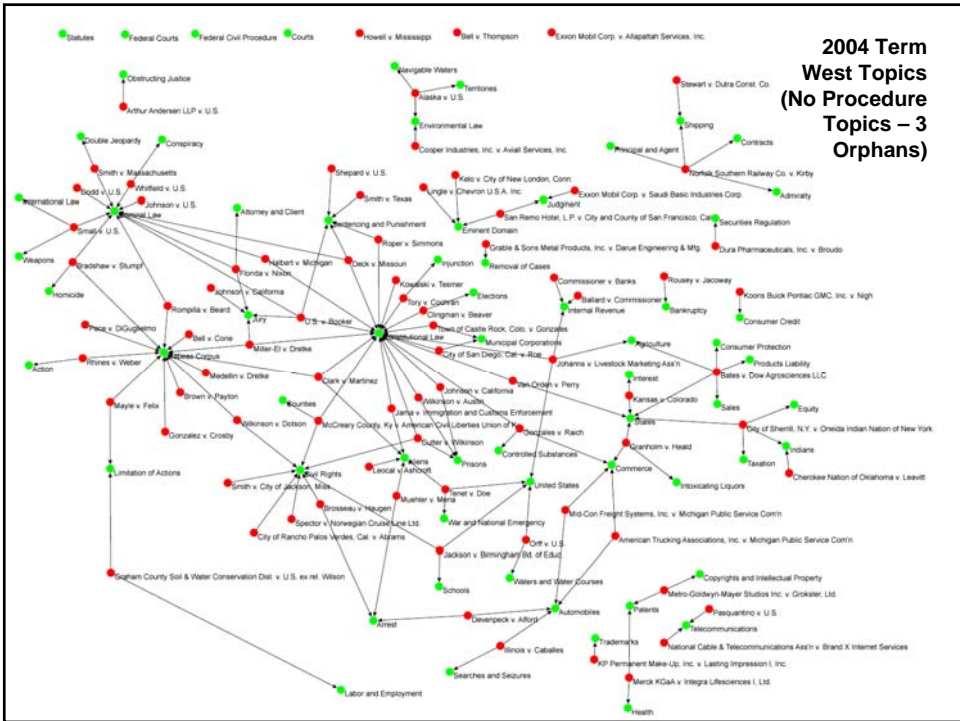 Statutes
Federal Courts
Federal Civil Procedure
Courts
Howell v. Mississippi
Bell v. Thompson
Exxon Mobil Corp. v. Allapattah Services, Inc.
2004 Term
West Topics
(No Procedure
Topics – 3
Orphans)
Navigable Waters
Obstructing Justice
Territories
Stewart v. Dutra Const. Co.
Alaska v. U.S.
Arthur Andersen LLP v. U.S.
Environmental Law
Shipping
Double Jeopardy
Conspiracy
Contracts
Cooper Industries, Inc. v. Aviall Services, Inc.
Principal and Agent
Smith v. Massachusetts
Shepard v. U.S.
Norfolk Southern Railway Co. v. Kirby
Kelo v. City of New London, Conn.
Dodd v. U.S.
Whitfield v. U.S.
Lingle v. Chevron U.S.A. Inc
Exxon Mobil Corp. v. Saudi Basic Industries Corp.
Admiralty
Smith v. Texas
Johnson v. U.S.
Judgment
International Law
Attorney and Client
San Remo Hotel, L.P. v. City and County of San Francisco, Cal
Criminal Law
Sentencing and Punishment
Small v. U.S.
Eminent Domain
Securities Regulation
Roper v. Simmons
Grable & Sons Metal Products, Inc. v. Darue Engineering & Mfg.
Dura Pharmaceuticals, Inc. v. Broudo
Weapons
Bradshaw v. Stumpf
Halbert v. Michigan
Deck v. Missouri
Injunction
Removal of Cases
Florida v. Nixon
Kowalski v. Tesmer
Commissioner v. Banks
Rousey v. Jacoway
Homicide
Johnson v. California
Elections
Koons Buick Pontiac GMC, Inc. v. Nigh
Tory v. Cochran
Ballard v. Commissioner
Rompilla v. Beard
Clingman v. Beaver
Internal Revenue
Bankruptcy
Jury
U.S. v. Booker
Consumer Credit
Pace v. DiGuglielmo
Town of Castle Rock, Colo. v. Gonzales
Constitutional Law
Bell v. Cone
Municipal Corporations
Agriculture
Consumer Protection
Miller-El v. Dretke
City of San Diego, Cal. v. Roe
Habeas Corpus
Johanns v. Livestock Marketing Ass'n
Products Liability
Action
Rhines v. Weber
Medellin v. Dretke
Clark v. Martinez
Van Orden v. Perry
Interest
Bates v. Dow Agrosciences LLC
Johnson v. California
Brown v. Payton
Kansas v. Colorado
Mayle v. Felix
Counties
Wilkinson v. Austin
Sales
Equity
Jama v. Immigration and Customs Enforcement
Wilkinson v. Dotson
McCreary County, Ky v. American Civil Liberties Union of Ky
States
City of Sherrill, N.Y. v. Oneida Indian Nation of New York
Gonzalez v. Crosby
Gonzales v. Raich
Cutter v. Wilkinson
Granholm v. Heald
Indians
Taxation
Controlled Substances
Aliens
Prisons
Limitation of Actions
Civil Rights
Leocal v. Ashcroft
Commerce
Cherokee Nation of Oklahoma v. Leavitt
Smith v. City of Jackson, Miss
Muehler v. Mena
United States
Intoxicating Liquors
Tenet v. Doe
Brosseau v. Haugen
Mid-Con Freight Systems, Inc. v. Michigan Public Service Com'n
Spector v. Norwegian Cruise Line Ltd.
War and National Emergency
City of Rancho Palos Verdes, Cal. v. Abrams
Orff v. U.S.
American Trucking Associations, Inc. v. Michigan Public Service Com'n
Jackson v. Birmingham Bd. of Educ
Graham County Soil & Water Conservation Dist. v. U.S. ex rel. Wilson
Waters and Water Courses
Copyrights and Intellectual Property
Schools
Metro-Goldwyn-Mayer Studios Inc. v. Grokster, Ltd.
Automobiles
Patents
Devenpeck v. Alford
Pasquantino v. U.S.
Arrest
Telecommunications
Trademarks
Illinois v. Caballes
National Cable & Telecommunications Ass'n v. Brand X Internet Services
KP Permanent Make-Up, Inc. v. Lasting Impression I, Inc.
Searches and Seizures
Merck KGaA v. Integra Lifesciences I, Ltd.
Labor and Employment
Health